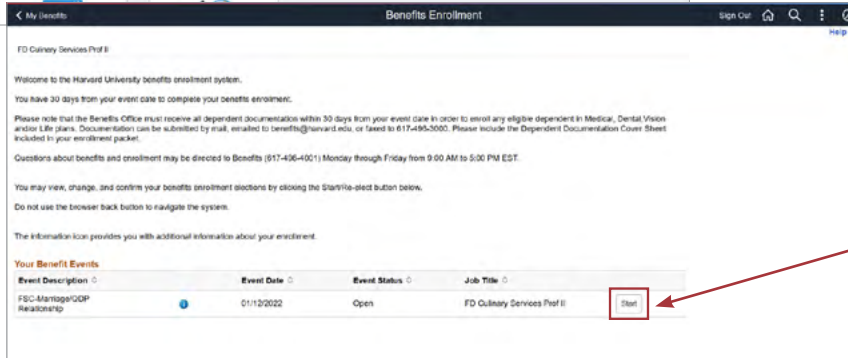 My Benefits
Benefits Enrollment
Sign Out
Help
FD Culinary Services Prof II
Welcome to the Harvard University benefits enrollment system.
You have 30 days from your event date to complete your benefits enrollment.
Please note that the Benefits Office must receive all dependent documentation within 30 days from your event date in order to enroll any eligible dependent in Medical, Dental, Vision
and/or Life plans. Documentation can be submitted by mail, emailed to benefits@harvard.edu, or faxed to 617-495-3000. Please include the Dependent Documentation Cover Sheet
included in your enrollment packet.
Questions about benefits and enrollment may be directed to Benefits (617-496-4001) Monday through Friday from 9:00 AM to 5:00 PM EST.
You may view, change, and confirm your benefits enrollment elections by clicking the Start/Re-elect button below.
Do not use the browser back button to navigate the system.
The information icon provides you with additional information about your enrollment.
Your Benefit Events
Event Description Event Date Event Status Job Title
FSC-Marriage/QDP 01/12/2022 Open FD Culinary Services Prof II Start
Relationship